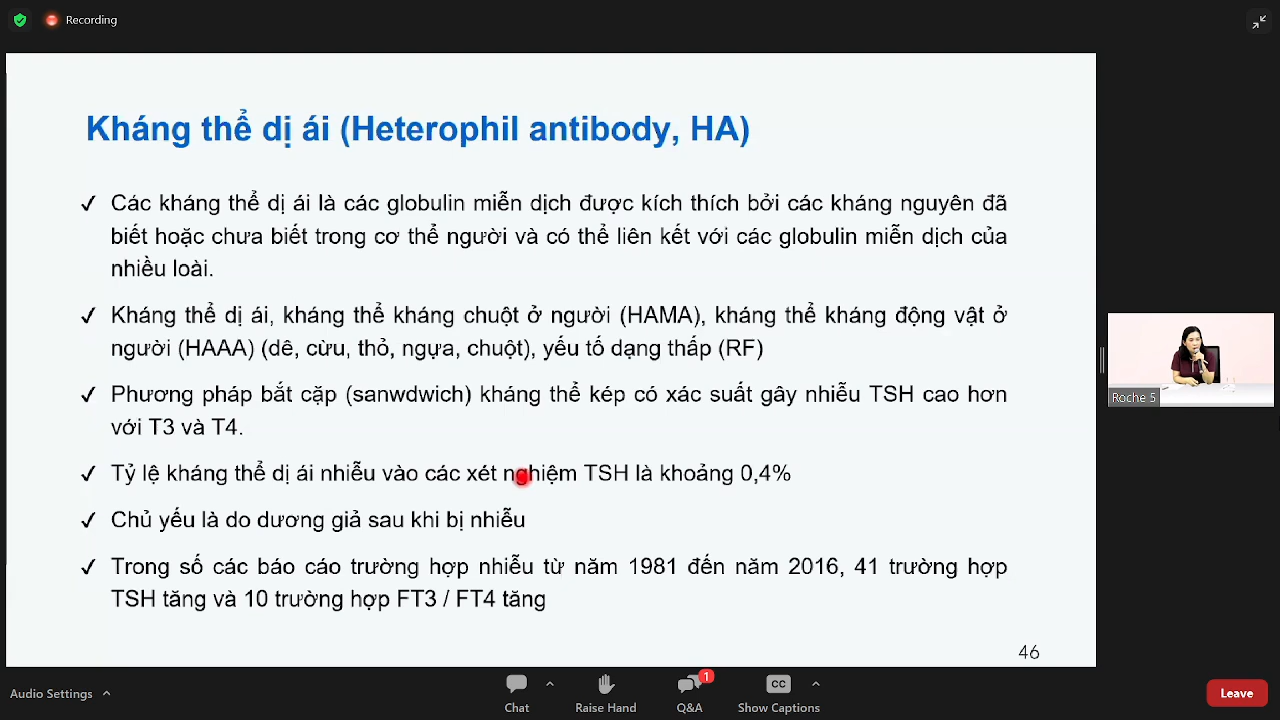 Recording
Kháng thể dị ái (Heterophil antibody, HA)
✓ Các kháng thể dị ái là các globulin miễn dịch được kích thích bởi các kháng nguyên đã
biết hoặc chưa biết trong cơ thể người và có thể liên kết với các globulin miễn dịch của
nhiều loài.
✓ Kháng thể dị ái, kháng thể kháng chuột ở người (HAMA), kháng thể kháng động vật ở
người (HAAA) (dê, cừu, thỏ, ngựa, chuột), yếu tố dạng thấp (RF)
✓ Phương pháp bắt cặp (sanwdwich) kháng thể kép có xác suất gây nhiễu TSH cao hơn
với T3 và T4.
✓ Tỷ lệ kháng thể dị ái nhiễu vào các xét nghiệm TSH là khoảng 0,4%
✓ Chủ yếu là do dương giả sau khi bị nhiễu
✓ Trong số các báo cáo trường hợp nhiễu từ năm 1981 đến năm 2016, 41 trường hợp
TSH tăng và 10 trường hợp FT3 / FT4 tăng
46
Roche 5
Audio Settings
Chat
Raise Hand
1
Q&A
CC
Show Captions
Leave